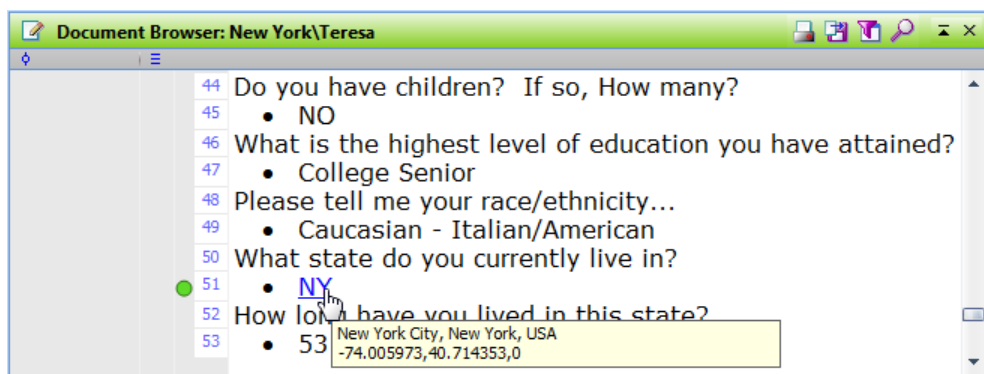 Document Browser: New York\Teresa
44 Do you have children? If so, How many?
45 • NO
46 What is the highest level of education you have attained?
47 • College Senior
48 Please tell me your race/ethnicity...
49 • Caucasian - Italian/American
50 What state do you currently live in?
51 • NY
52 How long have you lived in this state?
53 • 53
New York City, New York, USA
-74.005973,40.714353,0